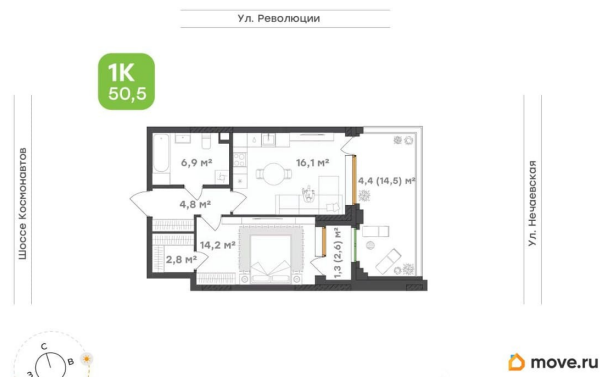 Ул. Революции
1К
50,5
Шоссе Космонавтов
6,9 м²
16,1 м²
4,4 (14,5) м²
4,8 м²
14,2 м²
2,8 м²
1,3 (2,6) м²
Ул. Нечаевская
С
В
З
move.ru